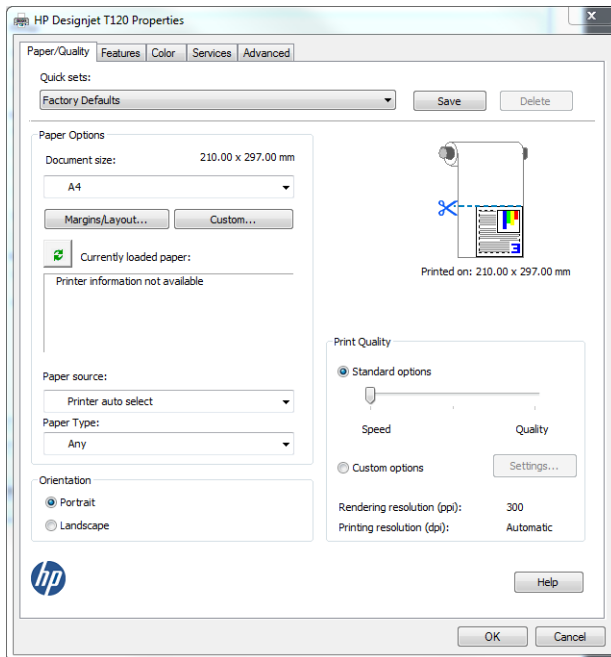 HP Designjet T120 Properties
x
Paper/Quality Features Color Services Advanced
Quick sets:
Factory Defaults
Save
Delete
Paper Options
Document size: 210.00 x 297.00 mm
A4
Margins/Layout...
Custom...
Currently loaded paper:
Printer information not available
Paper source:
Printer auto select
Paper Type:
Any
Orientation
Portrait
Landscape
3
Printed on: 210.00 x 297.00 mm
Print Quality
Standard options
Speed Quality
Custom options
Settings...
Rendering resolution (ppi): 300
Printing resolution (dpi): Automatic
hp
Help
OK
Cancel